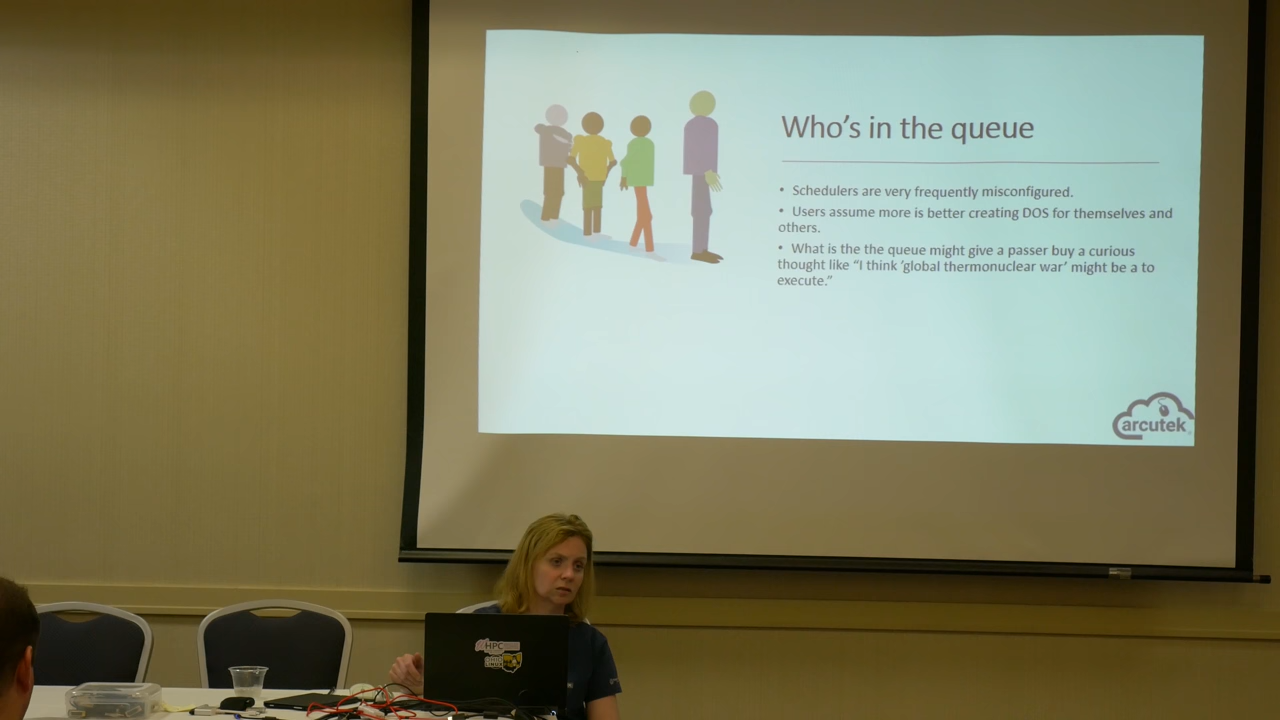 Who's in the queue
• Schedulers are very frequently misconfigured.
• Users assume more is better creating DOS for themselves and
others.
• What is the the queue might give a passer buy a curious
thought like “I think ‘global thermonuclear war’ might be a to
execute.”
arcutek
HPC
LINUX